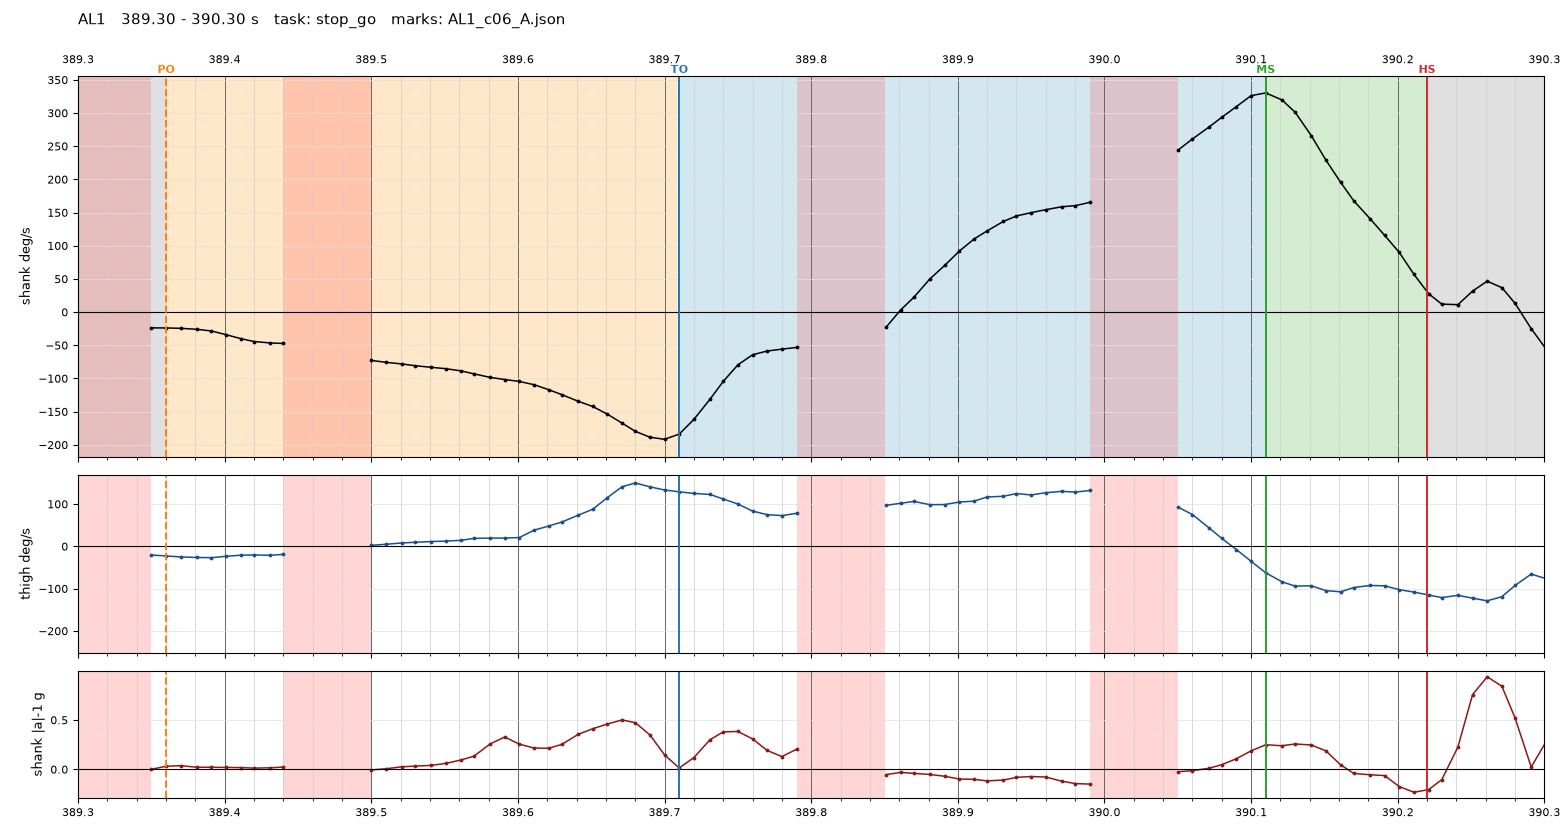 AL1 389.30 - 390.30 s task: stop_go marks: AL1_c06_A.json
389.3 389.4 389.5 389.6 389.7 389.8 389.9 390.0 390.1 390.2 390.3
PO TO MS HS
350
300
250
200
150
100
50
0
−50
−100
−150
−200
shank deg/s
100
0
−100
−200
thigh deg/s
0.5
0.0
shank |a|-1 g
389.3 389.4 389.5 389.6 389.7 389.8 389.9 390.0 390.1 390.2 390.3